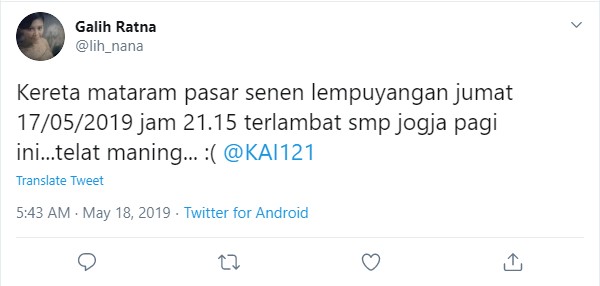 Galih Ratna
@lih_nana
Kereta mataram pasar senen lempuyangan jumat
17/05/2019 jam 21.15 terlambat smp jogja pagi
ini...telat maning... :( @KAI121
Translate Tweet
5:43 AM · May 18, 2019 · Twitter for Android